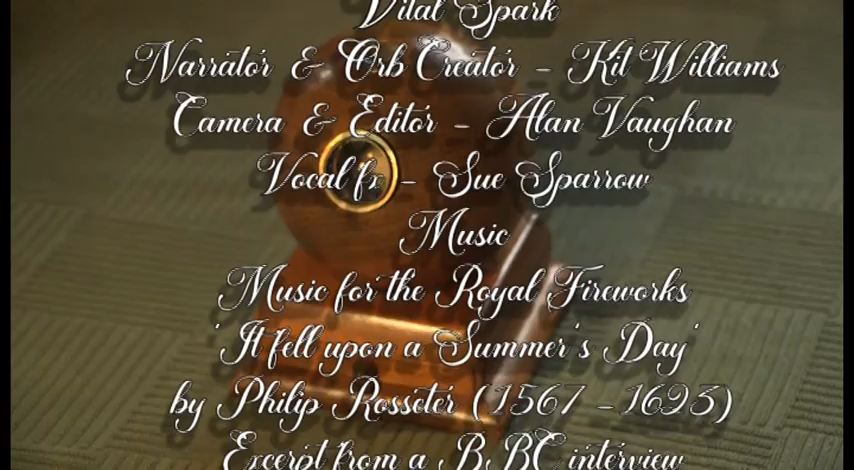 Vital Spark
Narrator & Orb Creator - Kit Williams
Camera & Editor - Alan Vaughan
Vocal fx - Sue Sparrow
Music
Music for the Royal Fireworks
'It fell upon a Summer's Day'
by Philip Rosseter (1567 - 1623)
Excerpt from a BBC interview